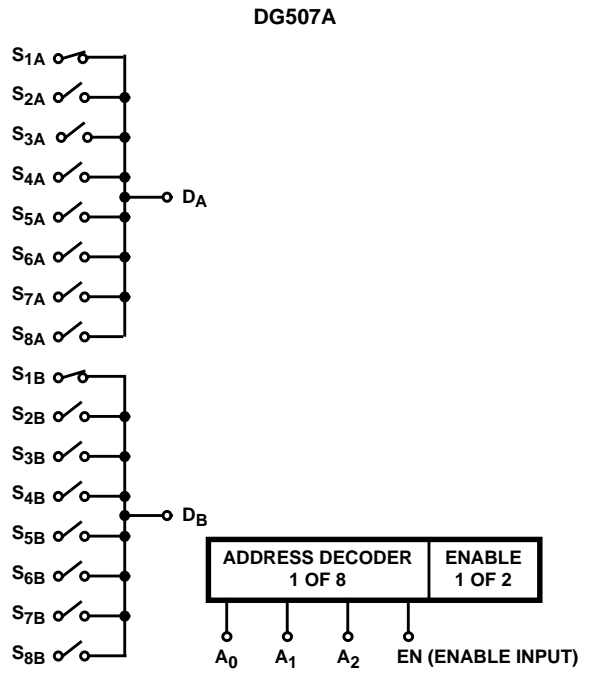 DG507A
S1A
S2A
S3A
S4A
DA
S5A
S6A
S7A
S8A
S1B
S2B
S3B
S4B
DB
S5B
S6B
S7B
S8B
ADDRESS DECODER
1 OF 8
ENABLE
1 OF 2
A0
A1
A2
EN (ENABLE INPUT)